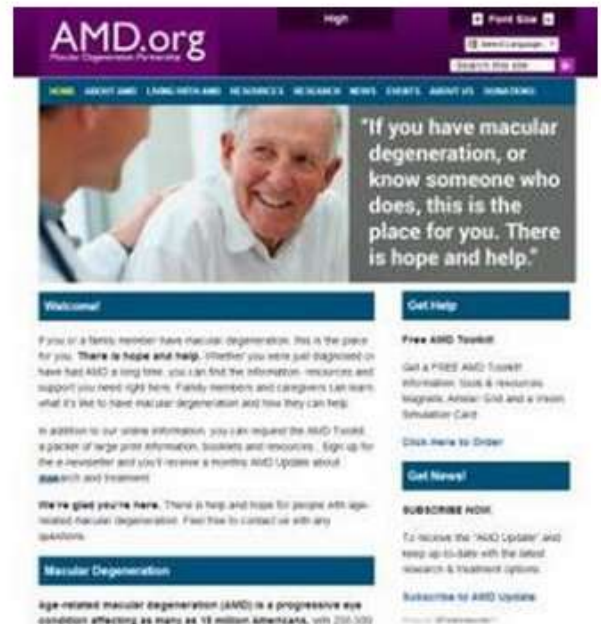 High
Font Size
AMD.org
Macular Degeneration Partnership
Select Language
Search this site
HOME ABOUT AMD LIVING WITH AMD RESOURCES RESEARCH NEWS EVENTS ABOUT US DONATIONS
"If you have macular
degeneration, or
know someone who
does, this is the
place for you. There
is hope and help."
Welcome!
If you or a family member have macular degeneration, this is the place
for you. There is hope and help. Whether you were just diagnosed or
have had AMD a long time, you can find the information, resources and
support you need right here. Family members and caregivers can learn
what it's like to have macular degeneration and how they can help.
In addition to our online information, you can request the AMD Toolkit,
a packet of large print information, booklets and resources. Sign up for
the e-newsletter and you'll receive a monthly AMD Update about
research and treatment.
We're glad you're here. There is help and hope for people with age-
related macular degeneration. Feel free to contact us with any
questions.
Macular Degeneration
Age-related macular degeneration (AMD) is a progressive eye
condition affecting as many as 15 million Americans, with 200,000
Get Help
Free AMD Toolkit!
Get a FREE AMD Toolkit!
Information, tools & resources.
Magnetic Amsler Grid and a Vision
Simulation Card.
Click Here to Order
Get News!
SUBSCRIBE NOW.
To receive the "AMD Update" and
keep up-to-date with the latest
research & treatment options.
Subscribe to AMD Update